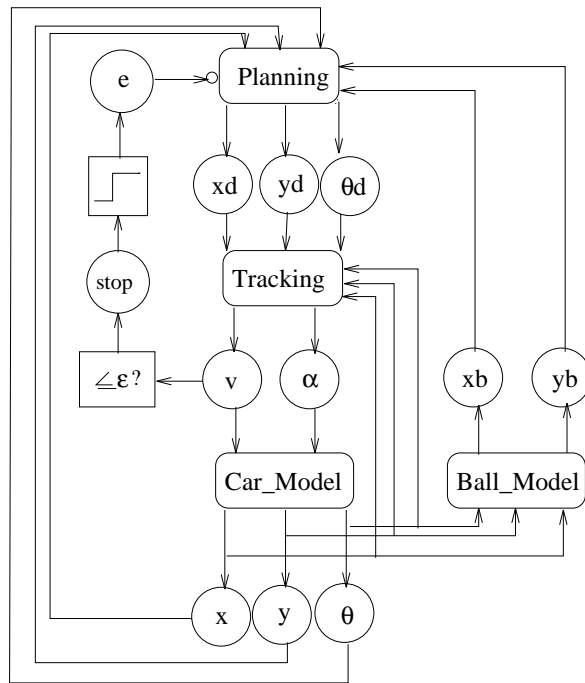 e
Planning
xd
yd
θd
Tracking
stop
≤ε?
v
α
xb
yb
Car_Model
Ball_Model
x
y
θ